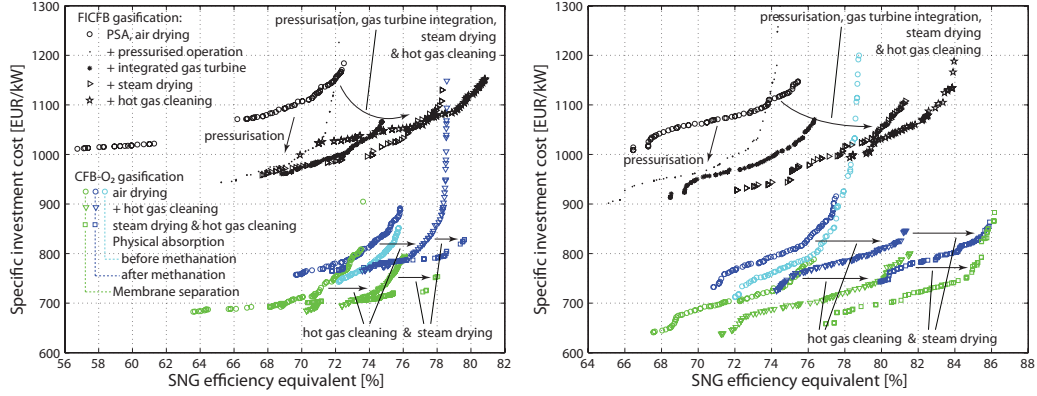 FICFB gasification:
PSA, air drying
+ pressurised operation
+ integrated gas turbine
+ steam drying
+ hot gas cleaning
pressurisation, gas turbine integration,
steam drying
& hot gas cleaning
pressurisation
CFB-O₂ gasification
air drying
+ hot gas cleaning
steam drying & hot gas cleaning
Physical absorption
before methanation
after methanation
Membrane separation
hot gas cleaning & steam drying
1300
1200
1100
1000
900
800
700
600
Specific investment cost [EUR/kW]
56 58 60 62 64 66 68 70 72 74 76 78 80 82
SNG efficiency equivalent [%]
pressurisation, gas turbine integration,
steam drying
& hot gas cleaning
pressurisation
hot gas cleaning & steam drying
1300
1200
1100
1000
900
800
700
600
Specific investment cost [EUR/kW]
64 66 68 70 72 74 76 78 80 82 84 86 88
SNG efficiency equivalent [%]